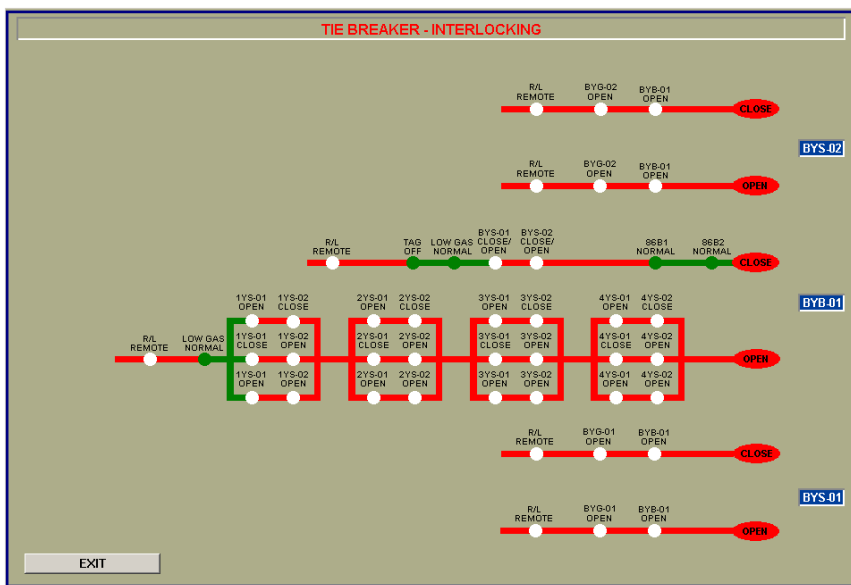 TIE BREAKER - INTERLOCKING
R/L REMOTE
BYG-02 OPEN
BYB-01 OPEN
CLOSE
BYS-02
R/L REMOTE
BYG-02 OPEN
BYB-01 OPEN
OPEN
R/L REMOTE
TAG OFF
LOW GAS NORMAL
BYS-01 CLOSE/ OPEN
BYS-02 CLOSE/ OPEN
86B1 NORMAL
86B2 NORMAL
CLOSE
BYB-01
1YS-01 OPEN
1YS-02 CLOSE
2YS-01 OPEN
2YS-02 CLOSE
3YS-01 OPEN
3YS-02 CLOSE
4YS-01 OPEN
4YS-02 CLOSE
R/L REMOTE
LOW GAS NORMAL
1YS-01 CLOSE
1YS-02 OPEN
2YS-01 CLOSE
2YS-02 OPEN
3YS-01 CLOSE
3YS-02 OPEN
4YS-01 CLOSE
4YS-02 OPEN
OPEN
1YS-01 OPEN
1YS-02 OPEN
2YS-01 OPEN
2YS-02 OPEN
3YS-01 OPEN
3YS-02 OPEN
4YS-01 OPEN
4YS-02 OPEN
R/L REMOTE
BYG-01 OPEN
BYB-01 OPEN
CLOSE
BYS-01
R/L REMOTE
BYG-01 OPEN
BYB-01 OPEN
OPEN
EXIT